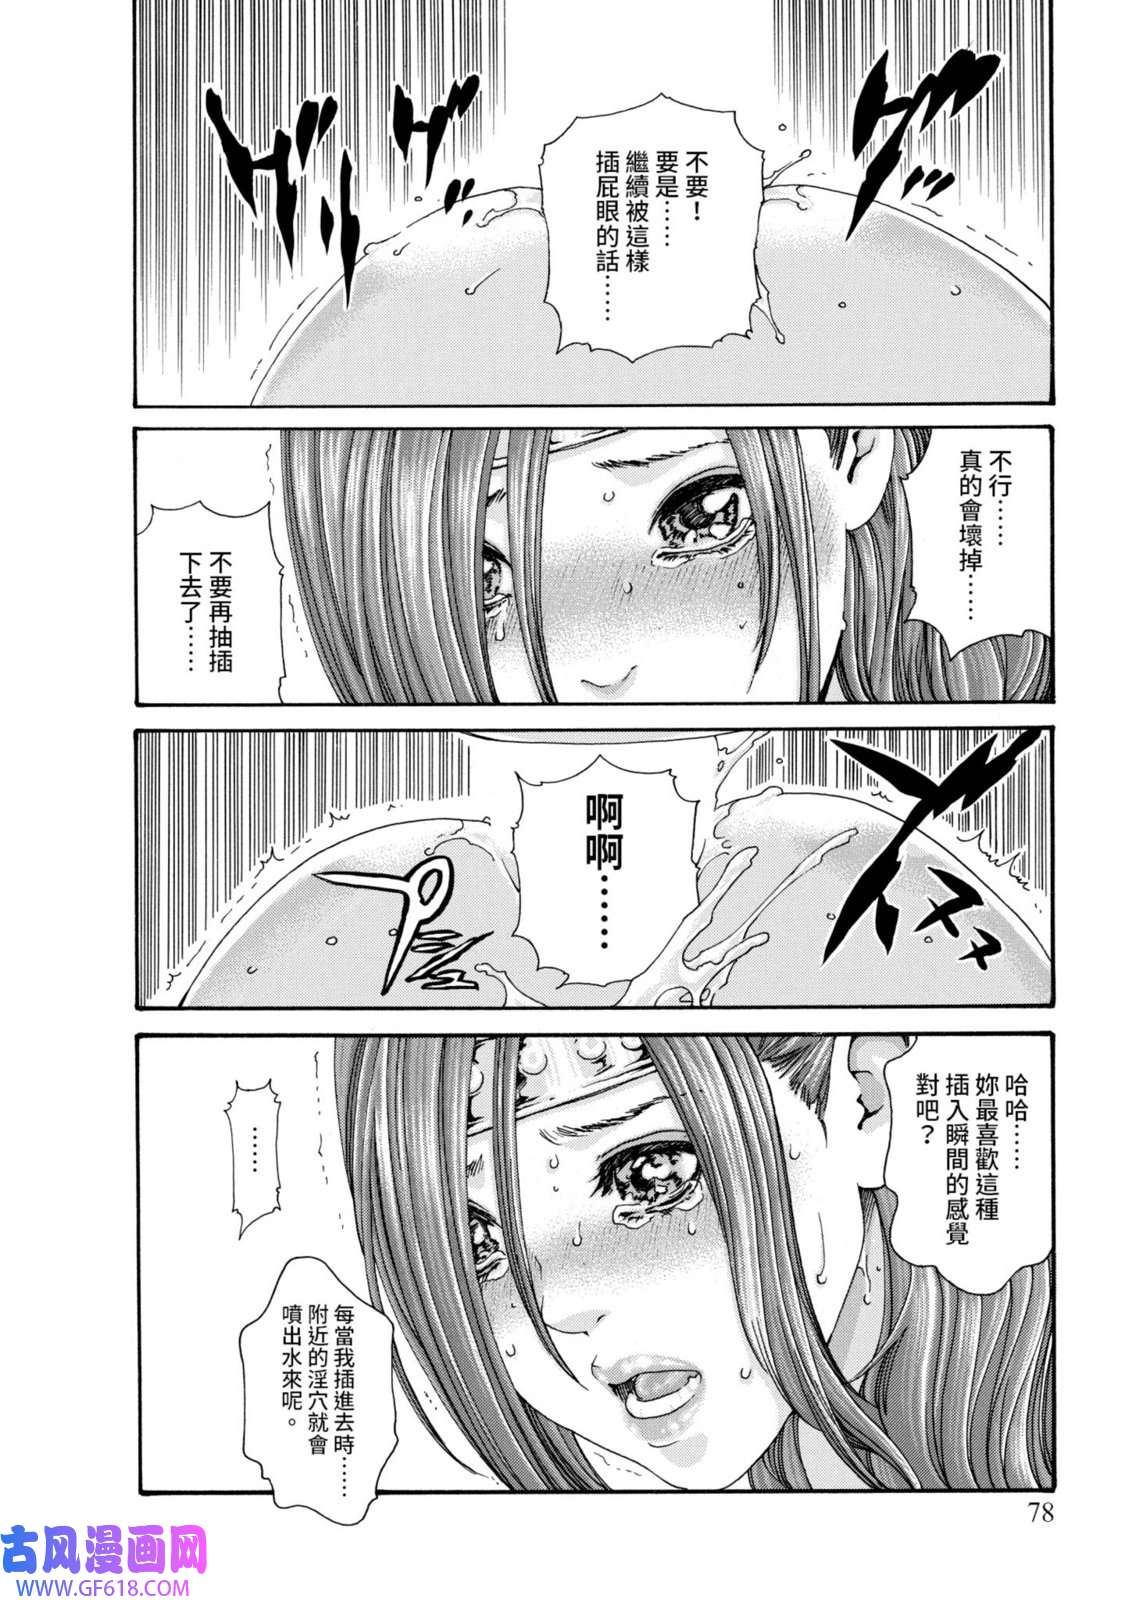 不要！
要是……
繼續被這樣
插屁眼的話……
不行……
真的會壞掉……
不要再抽插
下去了……
啊啊……
哈哈……
妳最喜歡這種
插入瞬間的感覺
對吧？
……
每當我插進去時……
附近的淫穴就會
噴出水來呢。
78
古风漫画网
WWW.GF618.COM